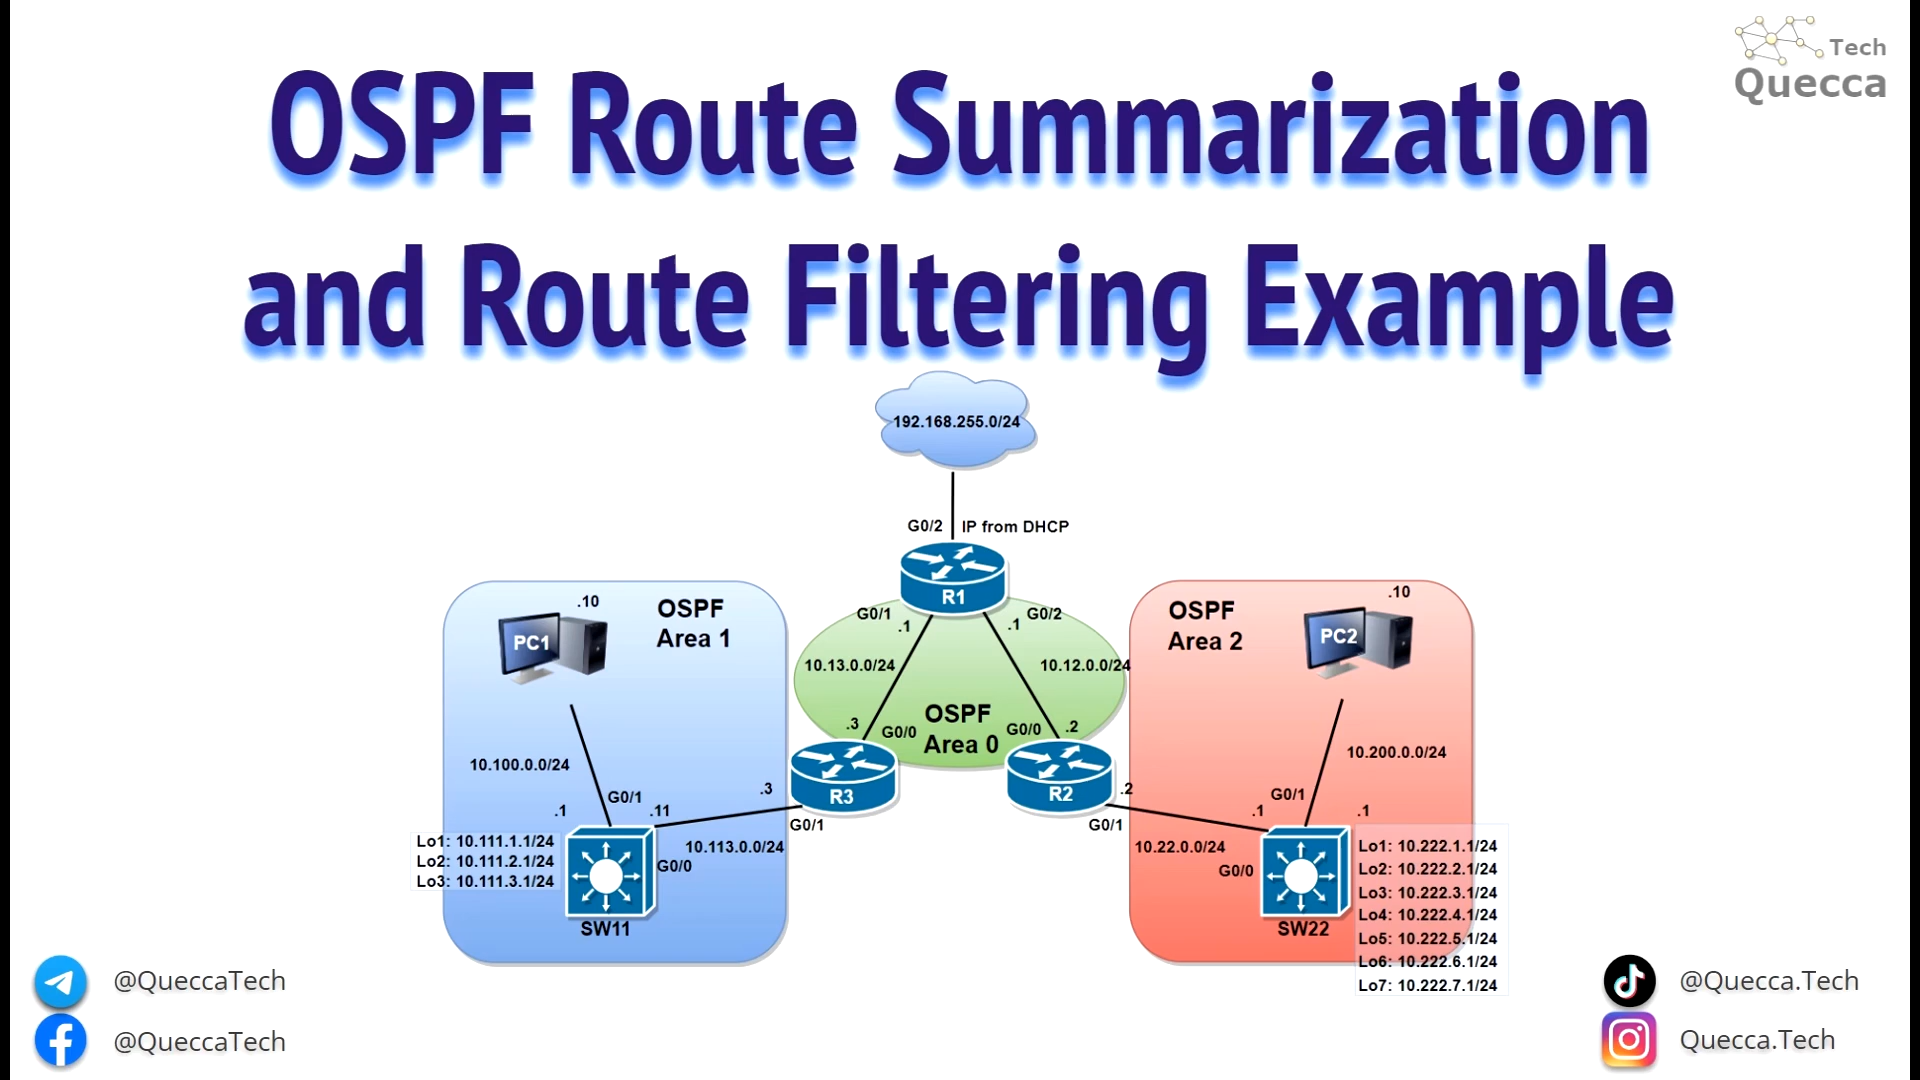 Tech
Quecca
OSPF Route Summarization
and Route Filtering Example
192.168.255.0/24
G0/2 IP from DHCP
R1
G0/1 .1
.1 G0/2
10.13.0.0/24
10.12.0.0/24
OSPF
Area 0
.3 G0/0
G0/0 .2
R3
R2
OSPF
Area 1
.10
PC1
10.100.0.0/24
G0/1
.1
.11
.3
G0/1
10.113.0.0/24
G0/0
Lo1: 10.111.1.1/24
Lo2: 10.111.2.1/24
Lo3: 10.111.3.1/24
SW11
OSPF
Area 2
.10
PC2
10.200.0.0/24
G0/1
.2
.1
.1
G0/1
10.22.0.0/24
G0/0
Lo1: 10.222.1.1/24
Lo2: 10.222.2.1/24
Lo3: 10.222.3.1/24
Lo4: 10.222.4.1/24
Lo5: 10.222.5.1/24
Lo6: 10.222.6.1/24
Lo7: 10.222.7.1/24
SW22
@QueccaTech
@QueccaTech
@Quecca.Tech
Quecca.Tech